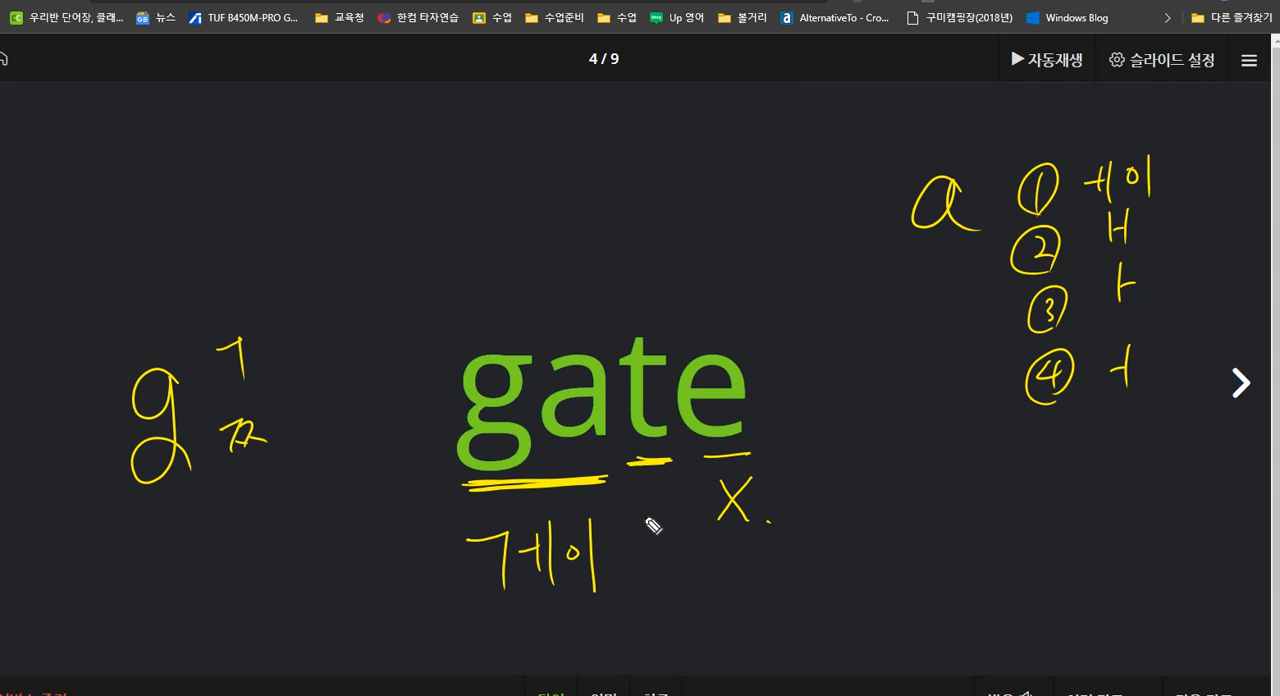 우리반 단어장, 클래... 뉴스 TUF B450M-PRO G... 교육청 한컴 타자연습 수업 수업준비 수업 Up 영어 볼거리 AlternativeTo - Cro... 구미캠핑장(2018년) Windows Blog 다른 즐겨찾기
4 / 9 자동재생 슬라이드 설정
a ① ㅔ이
② ㅐ
③ ㅏ
④ ㅓ
g ㄱ
ㅈ
gate
게이 X.